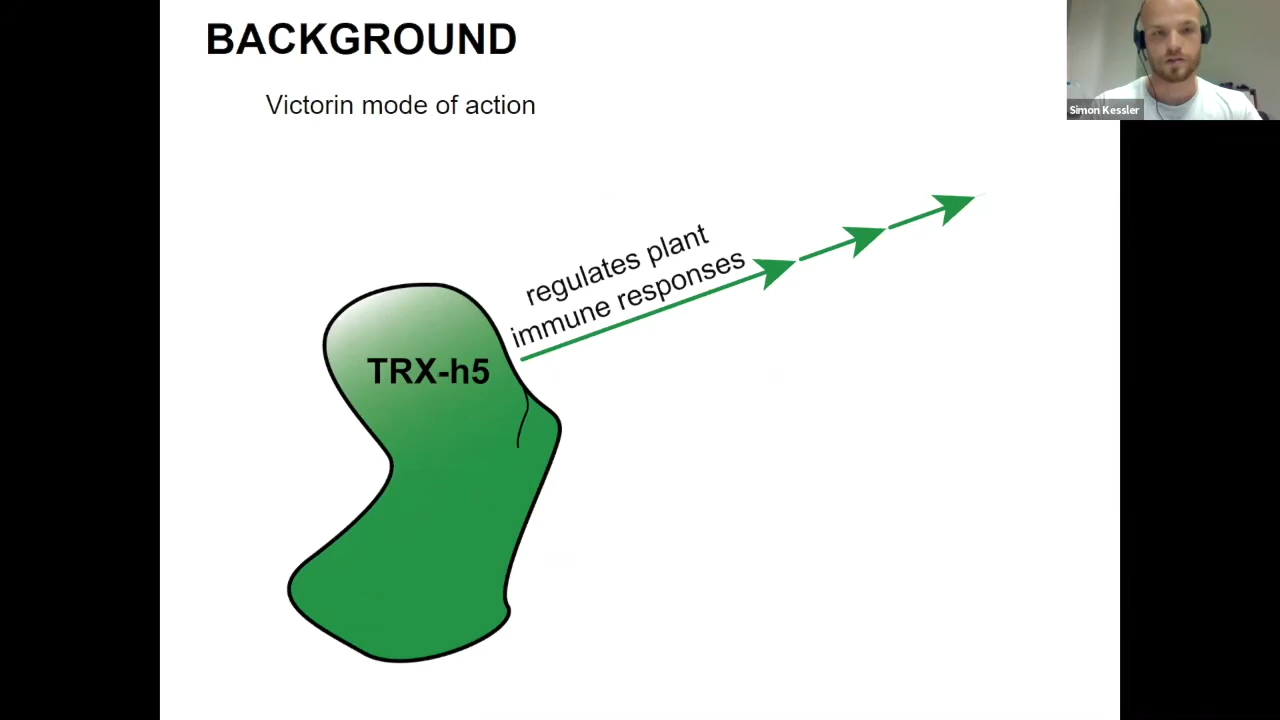 BACKGROUND
Victorin mode of action
Simon Kessler
regulates plant
immune responses
TRX-h5